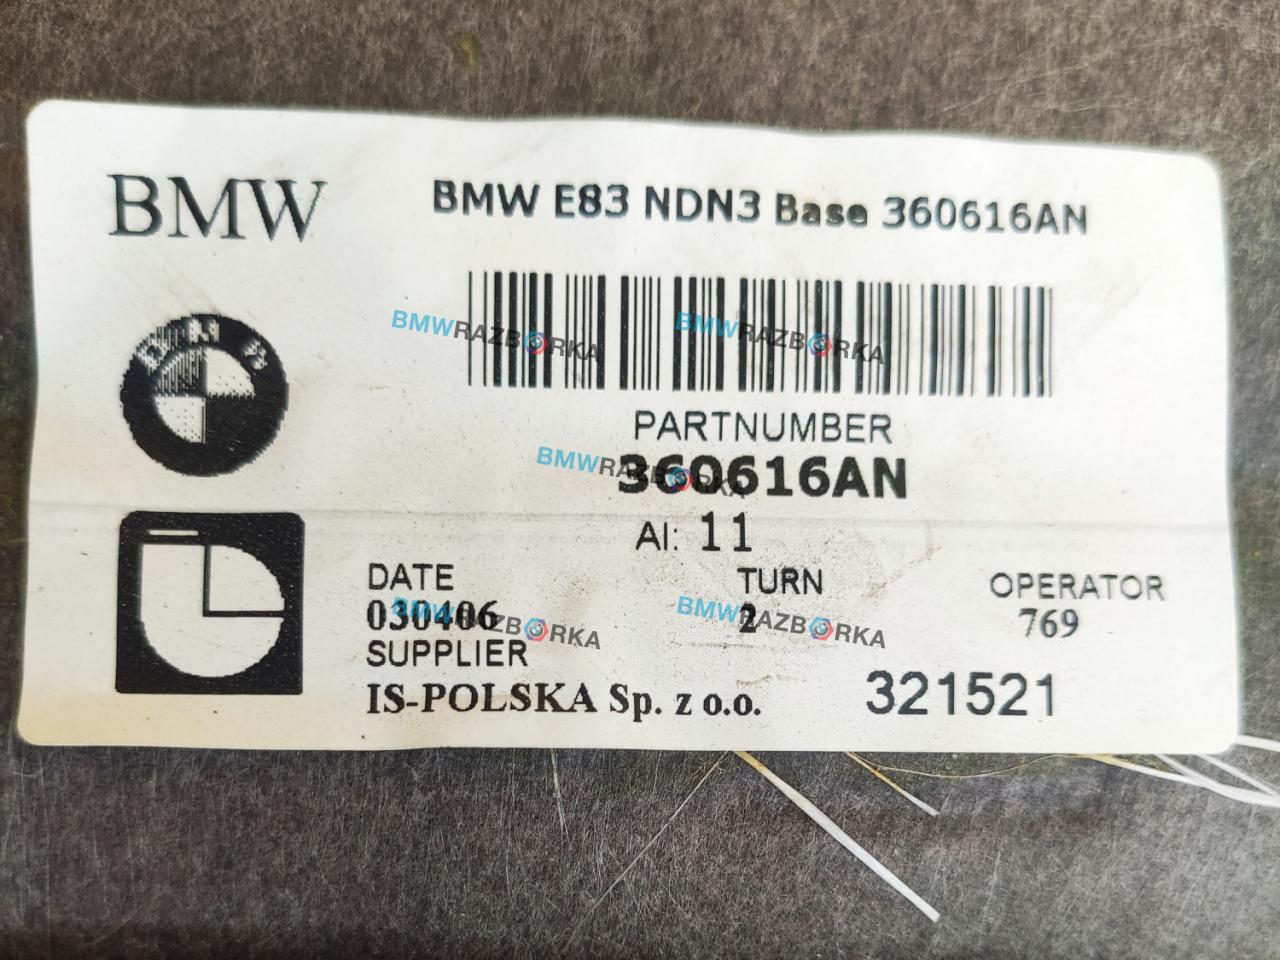 BMW
BMW E83 NDN3 Base 360616AN
BMWRAZBORKA BMWRAZBORKA
PARTNUMBER
BMWRAZBORKA
360616AN
AI: 11
DATE TURN OPERATOR
030406 2 769
BMWRAZBORKA BMWRAZBORKA
SUPPLIER
IS-POLSKA Sp. z o.o. 321521